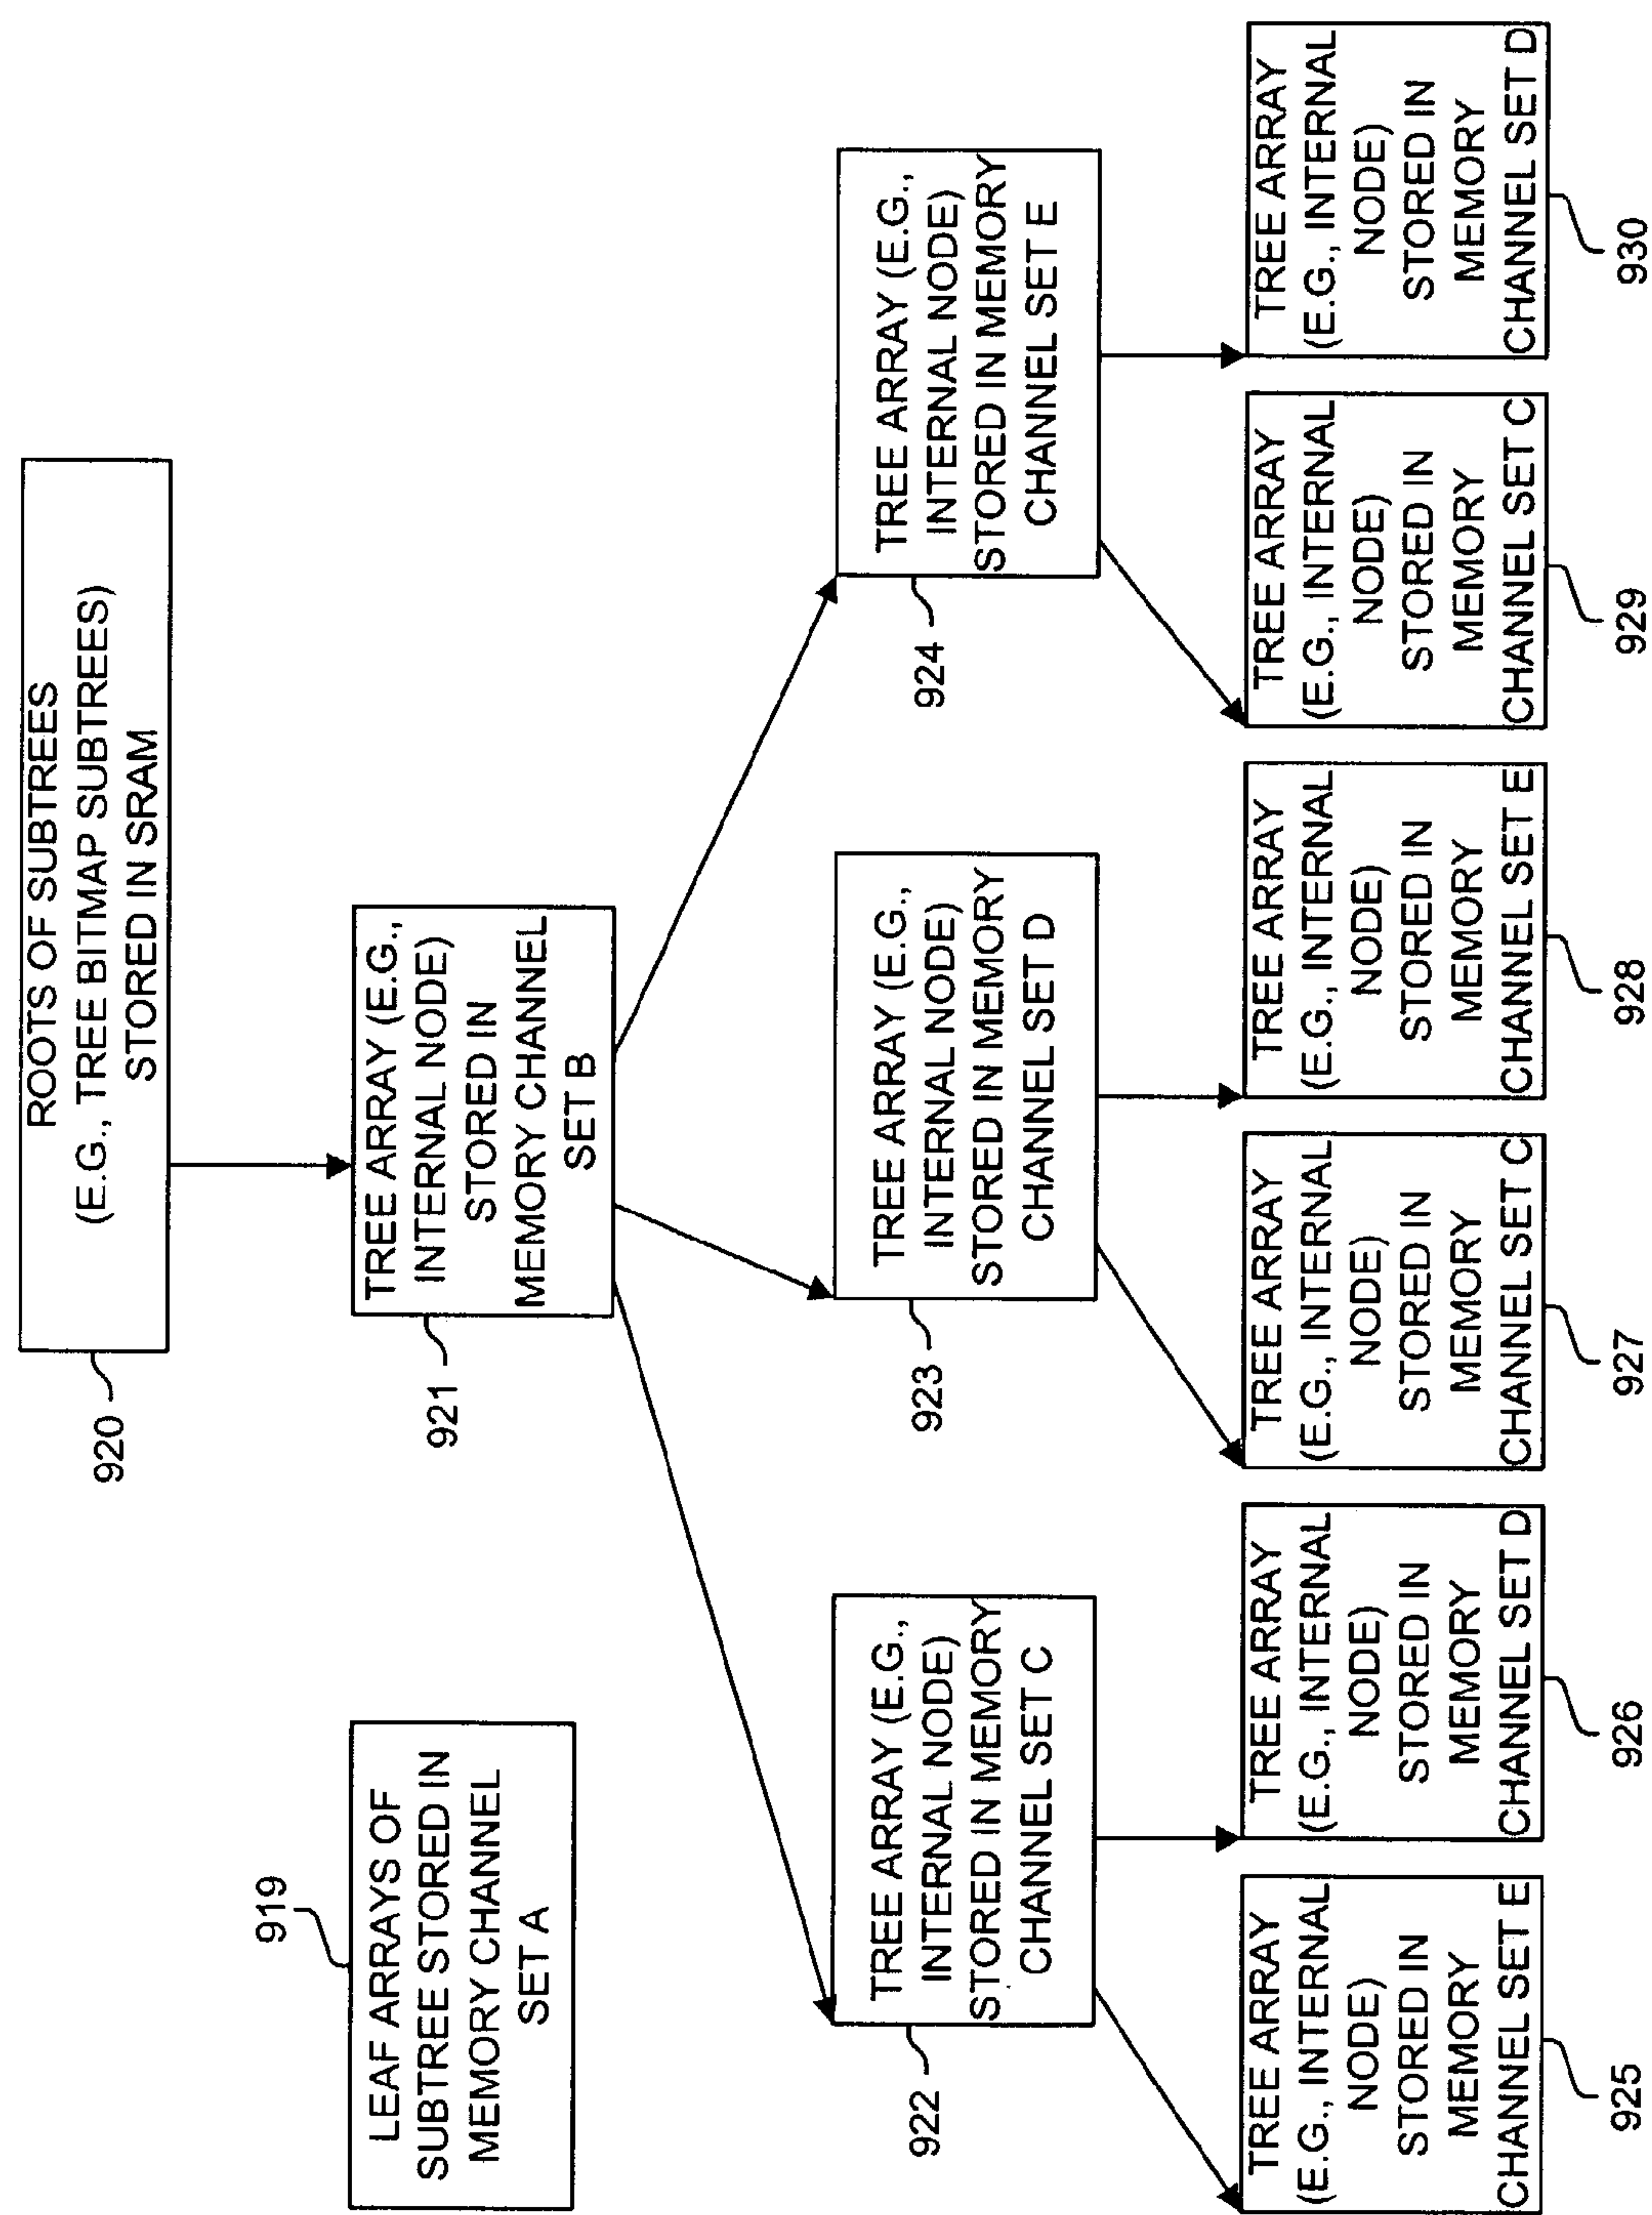 ROOTS OF SUBTREES
(E.G., TREE BITMAP SUBTREES)
STORED IN SRAM
920
919
LEAF ARRAYS OF
SUBTREE STORED IN
MEMORY CHANNEL
SET A
TREE ARRAY (E.G.,
INTERNAL NODE)
STORED IN
MEMORY CHANNEL
SET B
921
TREE ARRAY (E.G.,
INTERNAL NODE)
STORED IN MEMORY
CHANNEL SET C
922
TREE ARRAY (E.G.,
INTERNAL NODE)
STORED IN MEMORY
CHANNEL SET D
923
TREE ARRAY (E.G.,
INTERNAL NODE)
STORED IN MEMORY
CHANNEL SET E
924
TREE ARRAY
(E.G., INTERNAL
NODE)
STORED IN
MEMORY
CHANNEL SET E
925
TREE ARRAY
(E.G., INTERNAL
NODE)
STORED IN
MEMORY
CHANNEL SET D
926
TREE ARRAY
(E.G., INTERNAL
NODE)
STORED IN
MEMORY
CHANNEL SET C
927
TREE ARRAY
(E.G., INTERNAL
NODE)
STORED IN
MEMORY
CHANNEL SET E
928
TREE ARRAY
(E.G., INTERNAL
NODE)
STORED IN
MEMORY
CHANNEL SET C
929
TREE ARRAY
(E.G., INTERNAL
NODE)
STORED IN
MEMORY
CHANNEL SET D
930